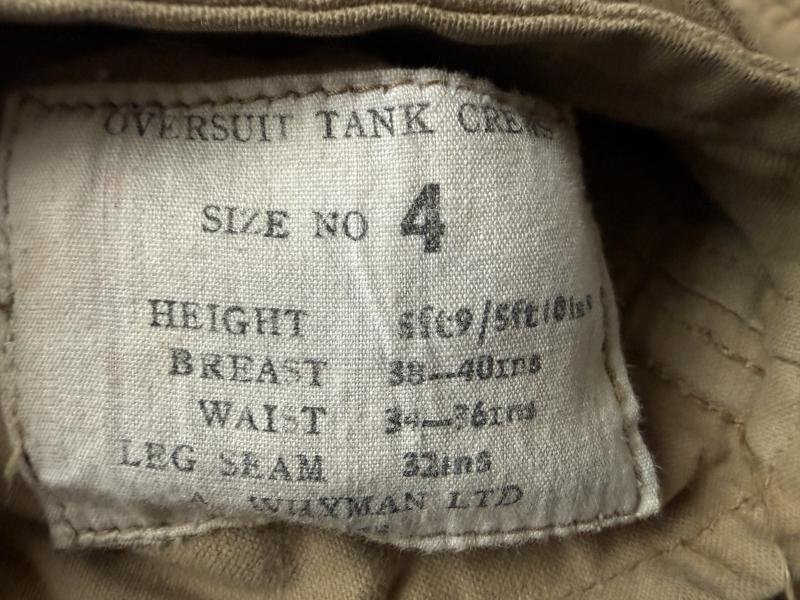 OVERSUIT TANK CREWS
SIZE NO 4
HEIGHT 5ft9/5ft10ins
BREAST 38-40ins
WAIST 34-36ins
LEG SEAM 32ins
A. WHYMAN LTD